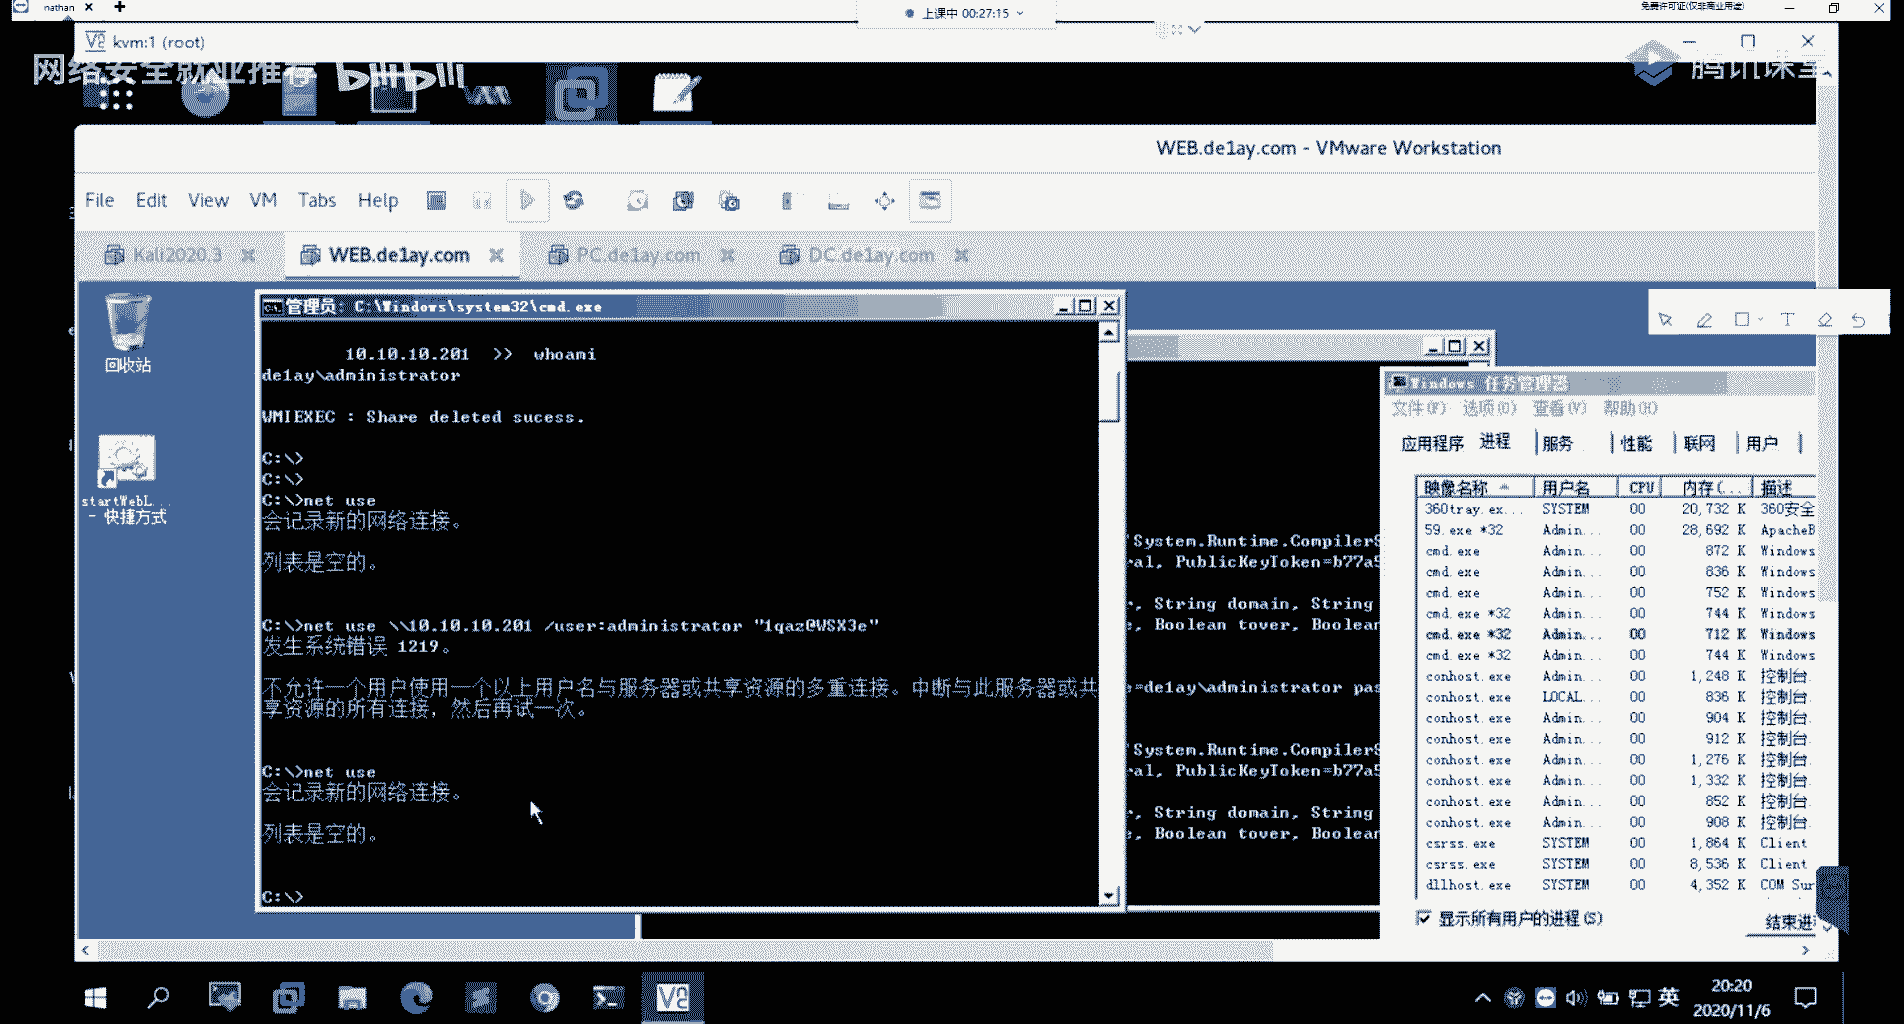 nathan
上课中 00:27:15
免费许可证(仅非商业用途)
kvm:1 (root)
网络安全就业推荐 bilibili
腾讯课堂
WEB.de1ay.com - VMware Workstation
File Edit View VM Tabs Help
Kali2020.3
WEB.de1ay.com
PC.de1ay.com
DC.de1ay.com
回收站
startWebL...
- 快捷方式
管理员: C:\Windows\system32\cmd.exe
10.10.10.201 >> whoami
de1ay\administrator
WMIEXEC : Share deleted sucess.
C:\>
C:\>
C:\>net use
会记录新的网络连接。
列表是空的。
C:\>net use \\10.10.10.201 /user:administrator "1qaz@WSX3e"
发生系统错误 1219。
不允许一个用户使用一个以上用户名与服务器或共享资源的多重连接。中断与此服务器或共
享资源的所有连接，然后再试一次。
C:\>net use
会记录新的网络连接。
列表是空的。
C:\>
System.Runtime.CompilerS
al, PublicKeyToken=b77a5
, String domain, String
, Boolean tover, Boolean
=de1ay\administrator pas
System.Runtime.CompilerS
al, PublicKeyToken=b77a5
, String domain, String
, Boolean tover, Boolean
Windows 任务管理器
文件(F) 选项(O) 查看(V) 帮助(H)
应用程序 进程 服务 性能 联网 用户
映像名称 用户名 CPU 内存(... 描述
360tray.ex... SYSTEM 00 20,732 K 360安全
59.exe *32 Admin... 00 28,692 K ApacheB
cmd.exe Admin... 00 872 K Windows
cmd.exe Admin... 00 836 K Windows
cmd.exe Admin... 00 752 K Windows
cmd.exe *32 Admin... 00 744 K Windows
cmd.exe *32 Admin... 00 712 K Windows
cmd.exe *32 Admin... 00 744 K Windows
conhost.exe Admin... 00 1,248 K 控制台
conhost.exe LOCAL... 00 836 K 控制台
conhost.exe Admin... 00 904 K 控制台
conhost.exe Admin... 00 912 K 控制台
conhost.exe Admin... 00 1,276 K 控制台
conhost.exe Admin... 00 1,332 K 控制台
conhost.exe Admin... 00 852 K 控制台
conhost.exe Admin... 00 908 K 控制台
csrss.exe SYSTEM 00 1,864 K Client
csrss.exe SYSTEM 00 8,536 K Client
dllhost.exe SYSTEM 00 4,352 K COM Sur
显示所有用户的进程(S)
结束进
英
20:20
2020/11/6